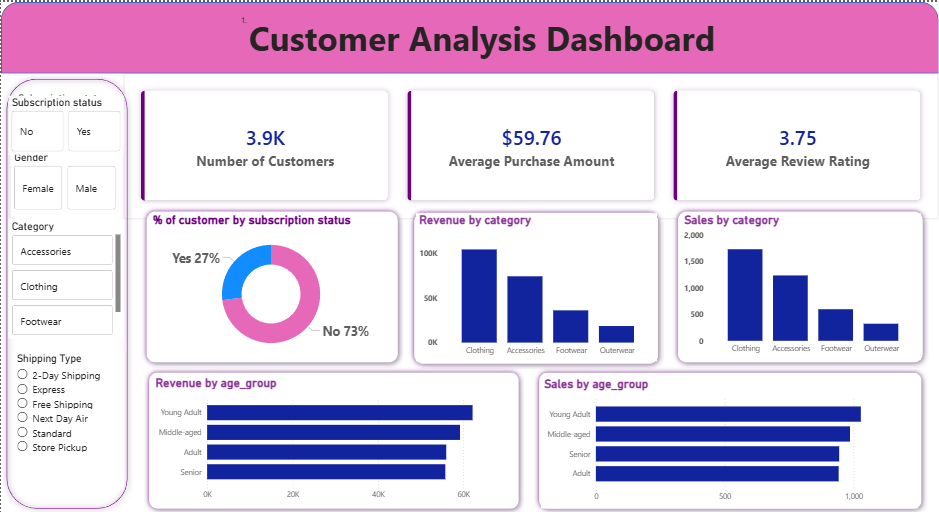 1.
Customer Analysis Dashboard
Subscription status
No
Yes
Gender
Female
Male
Category
Accessories
Clothing
Footwear
Shipping Type
2-Day Shipping
Express
Free Shipping
Next Day Air
Standard
Store Pickup
3.9K
Number of Customers
$59.76
Average Purchase Amount
3.75
Average Review Rating
% of customer by subscription status
Yes 27%
No 73%
Revenue by category
100K
50K
0K
Clothing
Accessories
Footwear
Outerwear
Sales by category
2,000
1,500
1,000
500
0
Clothing
Accessories
Footwear
Outerwear
Revenue by age_group
Young Adult
Middle-aged
Adult
Senior
0K
20K
40K
60K
Sales by age_group
Young Adult
Middle-aged
Senior
Adult
0
500
1,000